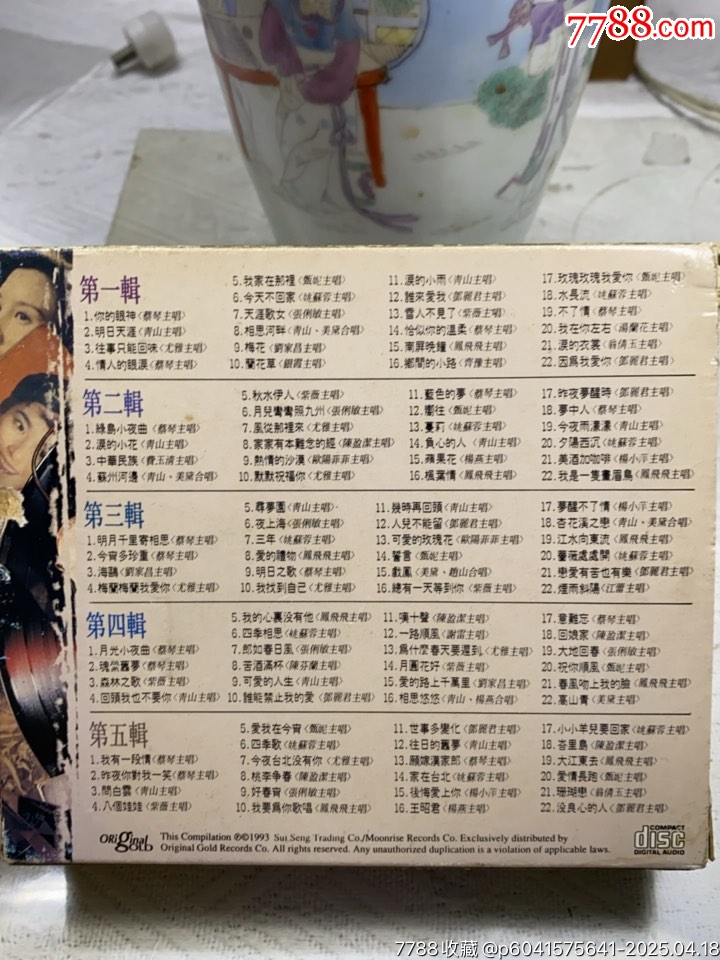 7788.com
第一輯
1.你的眼神〈蔡琴主唱〉
2.明日天涯〈青山主唱〉
3.往事只能回味〈尤雅主唱〉
4.情人的眼淚〈蔡琴主唱〉
5.我家在那裡〈甄妮主唱〉
6.今天不回家〈姚蘇蓉主唱〉
7.天涯歌女〈張俐敏主唱〉
8.相思河畔〈青山、美黛合唱〉
9.梅花〈劉家昌主唱〉
10.蘭花草〈銀霞主唱〉
11.淚的小雨〈青山主唱〉
12.誰來愛我〈鄧麗君主唱〉
13.雪人不見了〈紫薇主唱〉
14.恰似你的溫柔〈蔡琴主唱〉
15.南屏晚鐘〈鳳飛飛主唱〉
16.鄉間的小路〈齊豫主唱〉
17.玫瑰玫瑰我愛你〈甄妮主唱〉
18.水長流〈姚蘇蓉主唱〉
19.不了情〈蔡琴主唱〉
20.我在你左右〈湯蘭花主唱〉
21.淚的衣裳〈翁倩玉主唱〉
22.因爲我愛你〈鄧麗君主唱〉
第二輯
1.綠島小夜曲〈蔡琴主唱〉
2.淚的小花〈青山主唱〉
3.中華民族〈費玉清主唱〉
4.蘇州河邊〈青山、美黛合唱〉
5.秋水伊人〈紫薇主唱〉
6.月兒彎彎照九州〈張俐敏主唱〉
7.風從那裡來〈尤雅主唱〉
8.家家有本難念的經〈陳盈潔主唱〉
9.熱情的沙漠〈歐陽菲菲主唱〉
10.默默祝福你〈尤雅主唱〉
11.藍色的夢〈蔡琴主唱〉
12.嚮往〈甄妮主唱〉
13.蔓莉〈姚蘇蓉主唱〉
14.負心的人〈青山主唱〉
15.蘋果花〈楊燕主唱〉
16.楓葉情〈鳳飛飛主唱〉
17.昨夜夢醒時〈鄧麗君主唱〉
18.夢中人〈蔡琴主唱〉
19.今夜雨濛濛〈青山主唱〉
20.夕陽西沉〈姚蘇蓉主唱〉
21.美酒加咖啡〈楊小萍主唱〉
22.我是一隻畫眉鳥〈鳳飛飛主唱〉
第三輯
1.明月千里寄相思〈蔡琴主唱〉
2.今宵多珍重〈蔡琴主唱〉
3.海鷗〈劉家昌主唱〉
4.梅蘭梅蘭我愛你〈尤雅主唱〉
5.尋夢園〈青山主唱〉
6.夜上海〈張俐敏主唱〉
7.三年〈姚蘇蓉主唱〉
8.愛的禮物〈鳳飛飛主唱〉
9.明日之歌〈蔡琴主唱〉
10.我找到自己〈尤雅主唱〉
11.幾時再回頭〈青山主唱〉
12.人兒不能留〈鄧麗君主唱〉
13.可愛的玫瑰花〈歐陽菲菲主唱〉
14.誓言〈甄妮主唱〉
15.戲鳳〈美黛、趙山合唱〉
16.總有一天等到你〈紫薇主唱〉
17.夢醒不了情〈楊小萍主唱〉
18.杏花溪之戀〈青山、美黛合唱〉
19.江水向東流〈鳳飛飛主唱〉
20.薔薇處處開〈姚蘇蓉主唱〉
21.戀愛有苦也有樂〈鄧麗君主唱〉
22.煙雨斜陽〈江蕾主唱〉
第四輯
1.月光小夜曲〈蔡琴主唱〉
2.魂縈舊夢〈蔡琴主唱〉
3.森林之歌〈紫薇主唱〉
4.回頭我也不要你〈青山主唱〉
5.我的心裏沒有他〈鳳飛飛主唱〉
6.四季相思〈姚蘇蓉主唱〉
7.郎如春日風〈張俐敏主唱〉
8.苦酒滿杯〈陳芬蘭主唱〉
9.可愛的人生〈青山主唱〉
10.誰能禁止我的愛〈鄧麗君主唱〉
11.嘆十聲〈陳盈潔主唱〉
12.一路順風〈謝雷主唱〉
13.爲什麼春天要遲到〈尤雅主唱〉
14.月圓花好〈紫薇主唱〉
15.愛的路上千萬里〈劉家昌主唱〉
16.相思悠悠〈青山、楊燕合唱〉
17.意難忘〈蔡琴主唱〉
18.回娘家〈陳盈潔主唱〉
19.大地回春〈張俐敏主唱〉
20.祝你順風〈甄妮主唱〉
21.春風吻上我的臉〈鳳飛飛主唱〉
22.高山青〈美黛主唱〉
第五輯
1.我有一段情〈蔡琴主唱〉
2.昨夜你對我一笑〈蔡琴主唱〉
3.問白雲〈青山主唱〉
4.八個娃娃〈紫薇主唱〉
5.愛我在今宵〈甄妮主唱〉
6.四季歌〈姚蘇蓉主唱〉
7.今夜台北沒有你〈尤雅主唱〉
8.桃李爭春〈陳盈潔主唱〉
9.好春宵〈張俐敏主唱〉
10.我要爲你歌唱〈鳳飛飛主唱〉
11.世事多變化〈鄧麗君主唱〉
12.往日的舊夢〈青山主唱〉
13.願嫁漢家郎〈蔡琴主唱〉
14.家在台北〈姚蘇蓉主唱〉
15.後悔愛上你〈楊小萍主唱〉
16.王昭君〈楊燕主唱〉
17.小小羊兒要回家〈姚蘇蓉主唱〉
18.杏里島〈陳盈潔主唱〉
19.大江東去〈鳳飛飛主唱〉
20.愛情長跑〈甄妮主唱〉
21.珊瑚戀〈翁倩玉主唱〉
22.沒良心的人〈鄧麗君主唱〉
ORiginal GOLD
This Compilation ℗©1993 Sui Seng Trading Co./Moonrise Records Co. Exclusively distributed by
Original Gold Records Co. All rights reserved. Any unauthorized duplication is a violation of applicable laws.
COMPACT
disc
DIGITAL AUDIO
7788收藏 @p6041575641-2025.04.18